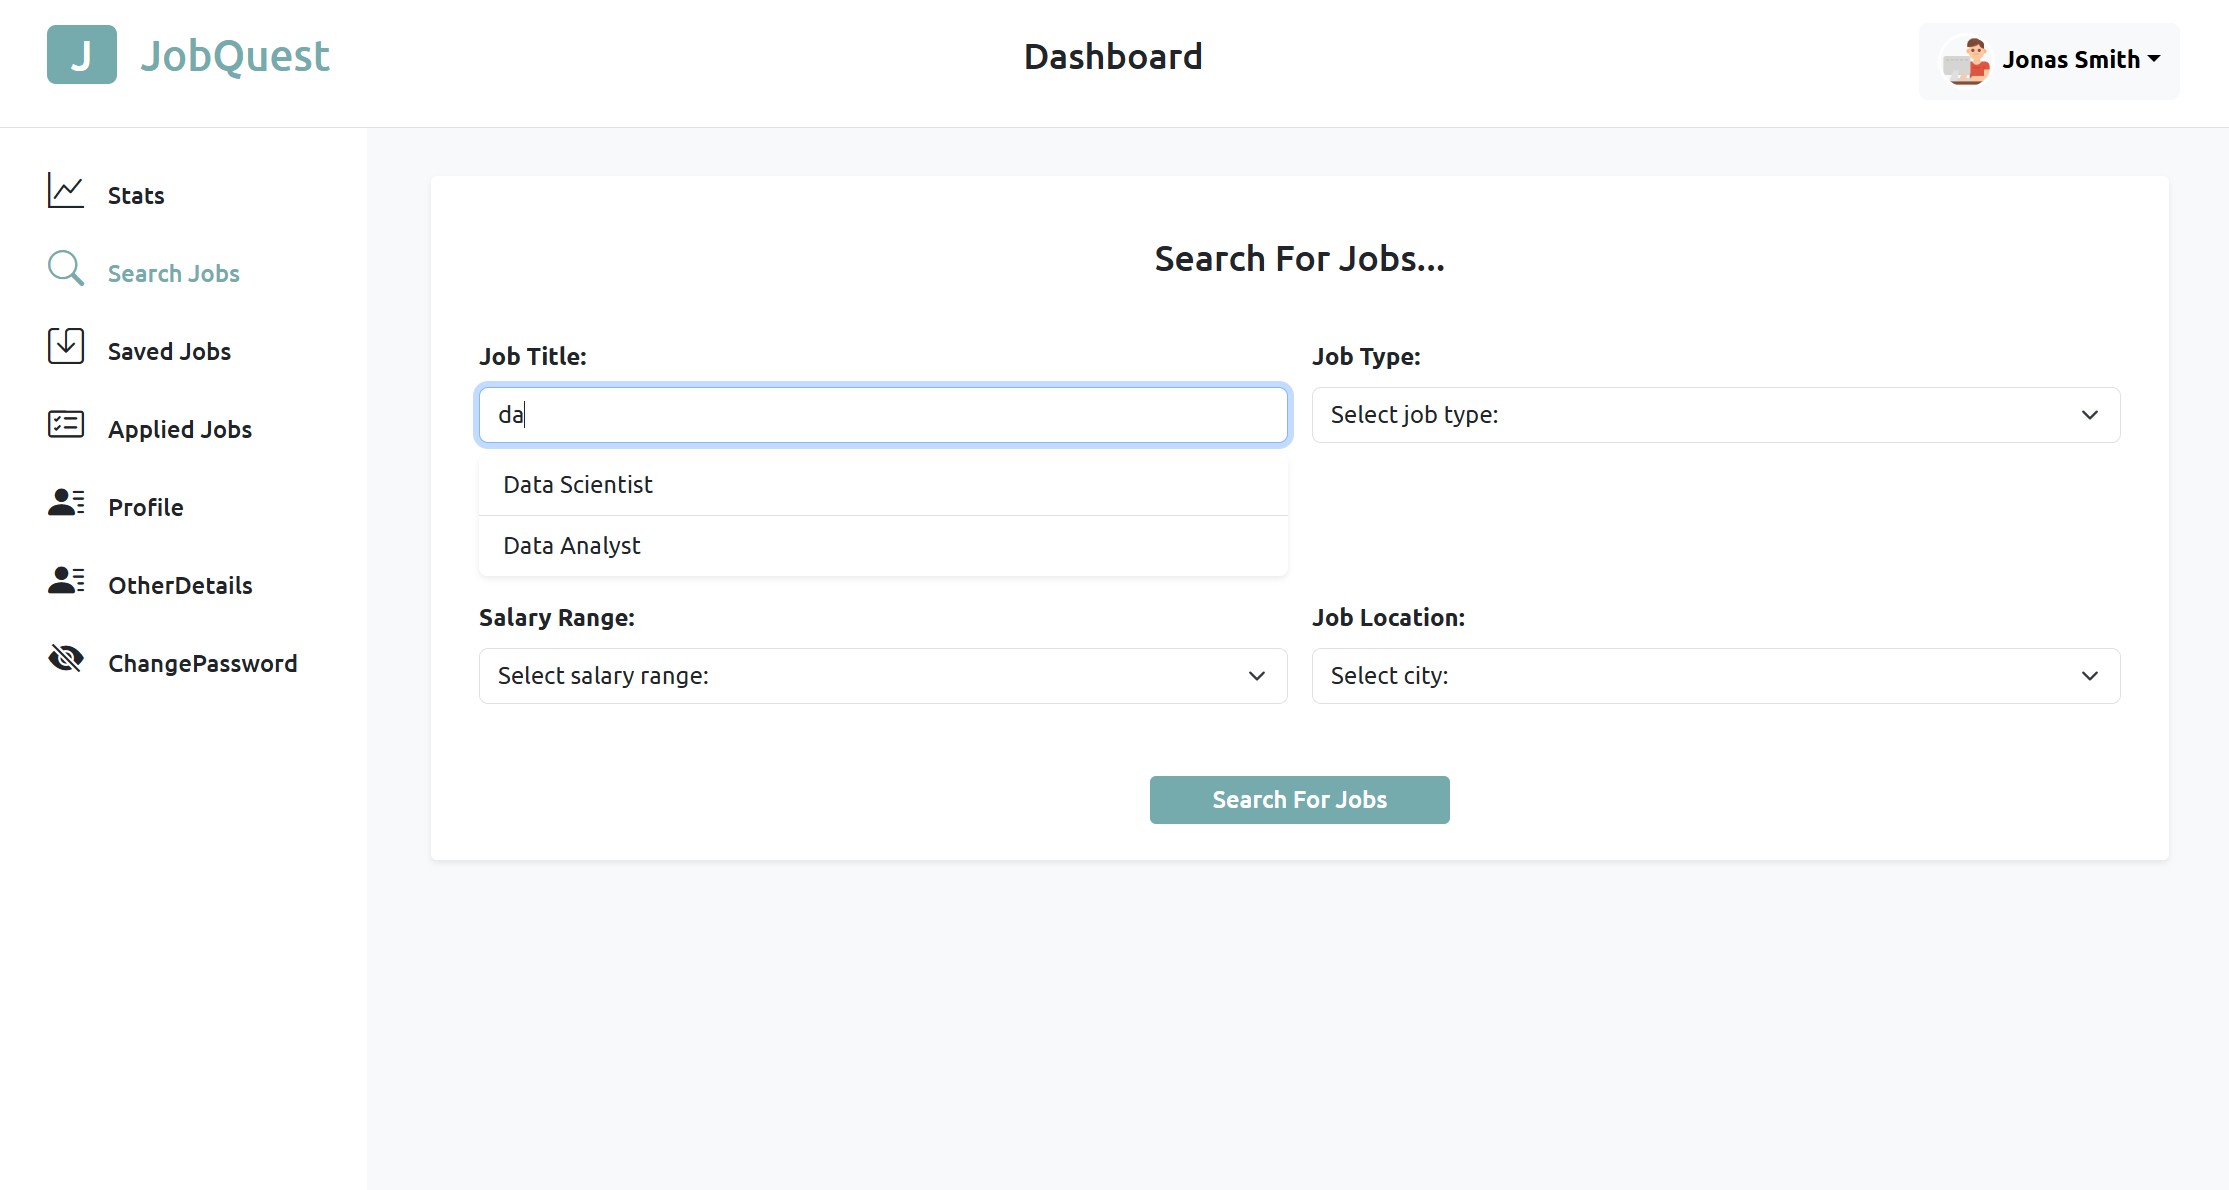 J JobQuest
Dashboard
Jonas Smith
Stats
Search Jobs
Saved Jobs
Applied Jobs
Profile
OtherDetails
ChangePassword
Search For Jobs...
Job Title:
da
Data Scientist
Data Analyst
Job Type:
Select job type:
Salary Range:
Select salary range:
Job Location:
Select city:
Search For Jobs